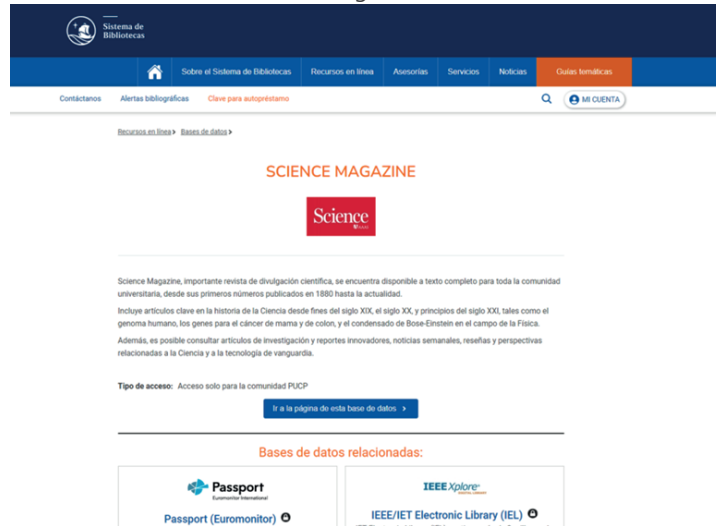 Sistema de
Bibliotecas
Sobre el Sistema de Bibliotecas Recursos en línea Asesorías Servicios Noticias Guías temáticas
Contáctanos Alertas bibliográficas Clave para autopréstamo MI CUENTA
Recursos en línea> Bases de datos>
SCIENCE MAGAZINE
Science
AAAS
Science Magazine, importante revista de divulgación científica, se encuentra disponible a texto completo para toda la comunidad
universitaria, desde sus primeros números publicados en 1880 hasta la actualidad.
Incluye artículos clave en la historia de la Ciencia desde fines del siglo XIX, el siglo XX, y principios del siglo XXI, tales como el
genoma humano, los genes para el cáncer de mama y de colon, y el condensado de Bose-Einstein en el campo de la Física.
Además, es posible consultar artículos de investigación y reportes innovadores, noticias semanales, reseñas y perspectivas
relacionadas a la Ciencia y a la tecnología de vanguardia.
Tipo de acceso: Acceso solo para la comunidad PUCP
Ir a la página de esta base de datos >
Bases de datos relacionadas:
Passport
Euromonitor International
Passport (Euromonitor)
IEEE Xplore
DIGITAL LIBRARY
IEEE/IET Electronic Library (IEL)